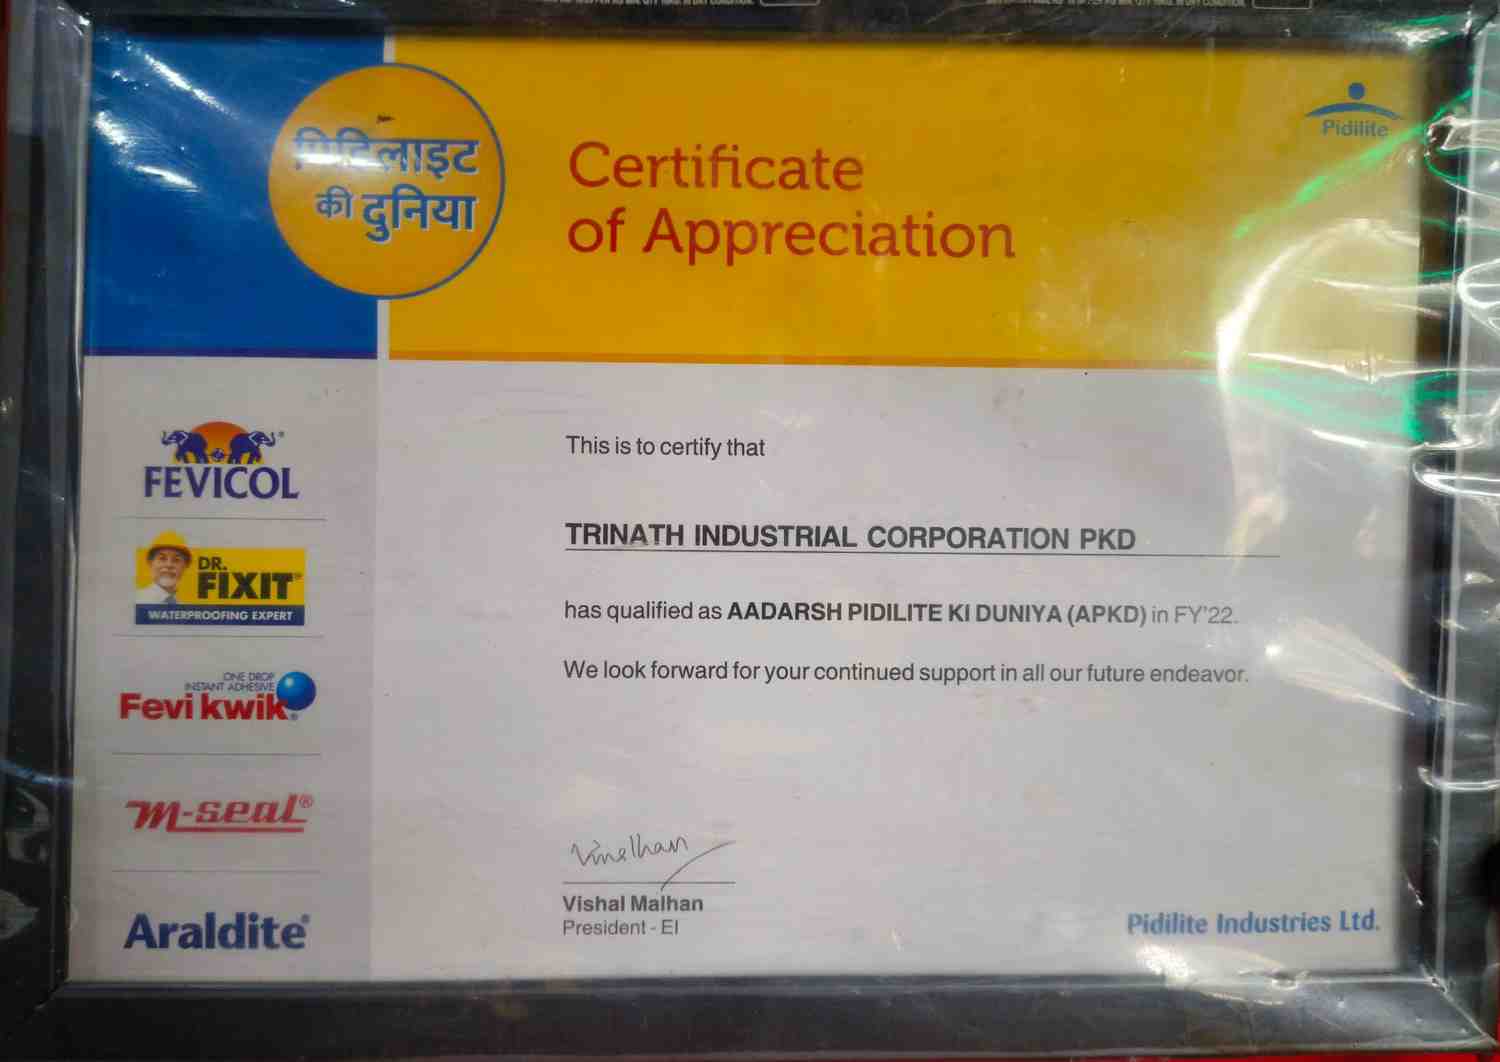 पिडिलाइट
की दुनिया
Certificate
of Appreciation
Pidilite
FEVICOL
DR.
FIXIT
WATERPROOFING EXPERT
ONE DROP
INSTANT ADHESIVE
Fevi kwik®
m-seal®
Araldite®
This is to certify that
TRINATH INDUSTRIAL CORPORATION PKD
has qualified as AADARSH PIDILITE KI DUNIYA (APKD) in FY'22.
We look forward for your continued support in all our future endeavor.
Vmalhan
Vishal Malhan
President - EI
Pidilite Industries Ltd.